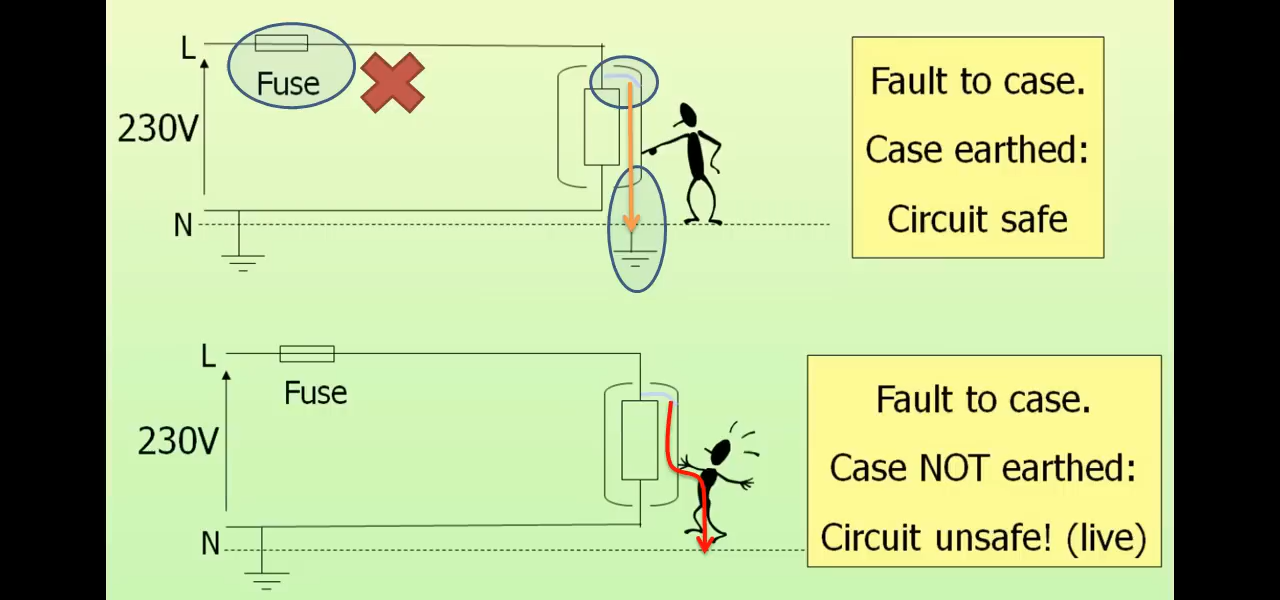 L
Fuse
230V
N
Fault to case.
Case earthed:
Circuit safe
L
Fuse
230V
N
Fault to case.
Case NOT earthed:
Circuit unsafe! (live)